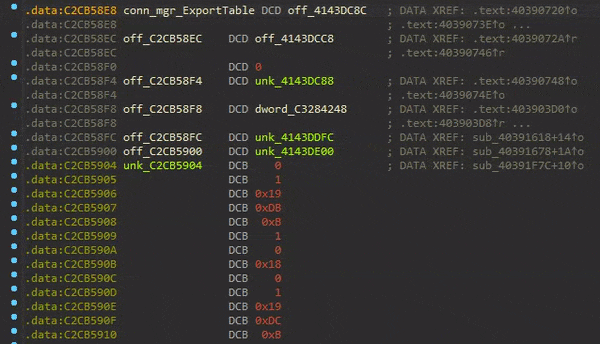 .data:C2CB58E8 conn_mgr_ExportTable DCD off_4143DC8C ; DATA XREF: .text:40390720↑o
.data:C2CB58E8 ; .text:4039073E↑o ...
.data:C2CB58EC off_C2CB58EC DCD off_4143DCC8 ; DATA XREF: .text:4039072A↑r
.data:C2CB58EC ; .text:40390746↑r
.data:C2CB58F0 DCD 0
.data:C2CB58F4 off_C2CB58F4 DCD unk_4143DC88 ; DATA XREF: .text:40390748↑o
.data:C2CB58F4 ; .text:4039074E↑o
.data:C2CB58F8 off_C2CB58F8 DCD dword_C3284248 ; DATA XREF: .text:403903D0↑o
.data:C2CB58F8 ; .text:403903D8↑r ...
.data:C2CB58FC off_C2CB58FC DCD unk_4143DDFC ; DATA XREF: sub_40391618+14↑o
.data:C2CB5900 off_C2CB5900 DCD unk_4143DE00 ; DATA XREF: sub_40391678+1A↑o
.data:C2CB5904 unk_C2CB5904 DCB 0 ; DATA XREF: sub_40391F7C+10↑o
.data:C2CB5905 DCB 1
.data:C2CB5906 DCB 0x19
.data:C2CB5907 DCB 0xDB
.data:C2CB5908 DCB 0xB
.data:C2CB5909 DCB 1
.data:C2CB590A DCB 0
.data:C2CB590B DCB 0x18
.data:C2CB590C DCB 0
.data:C2CB590D DCB 1
.data:C2CB590E DCB 0x19
.data:C2CB590F DCB 0xDC
.data:C2CB5910 DCB 0xB